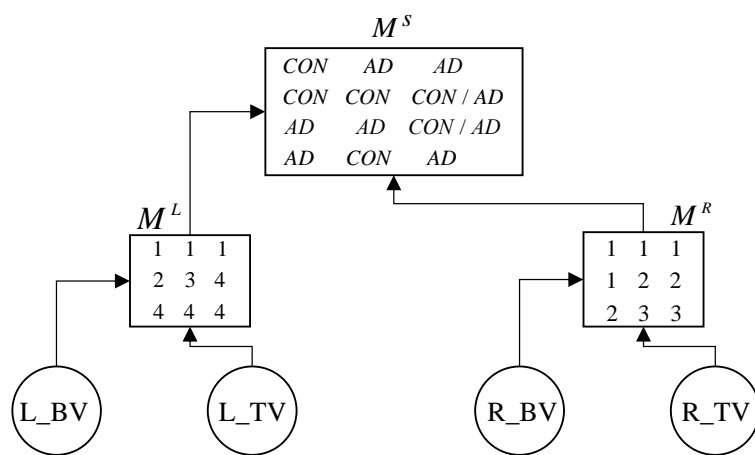 M^S
CON AD AD
CON CON CON / AD
AD AD CON / AD
AD CON AD
M^L
M^R
1 1 1
2 3 4
4 4 4
1 1 1
1 2 2
2 3 3
L_BV
L_TV
R_BV
R_TV